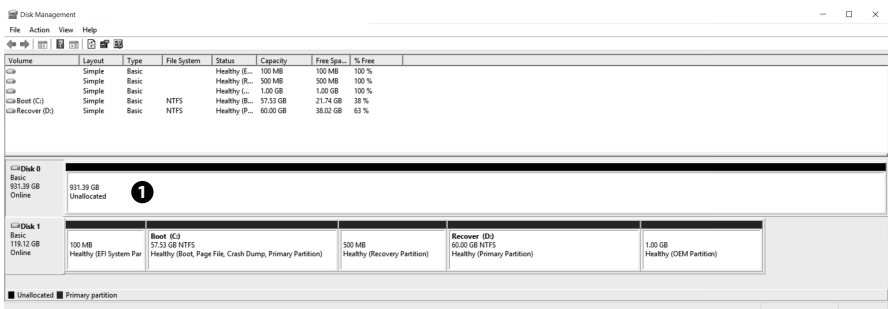 Disk Management
File Action View Help
Volume Layout Type File System Status Capacity Free Spa... % Free
Simple Basic Healthy (E... 100 MB 100 MB 100 %
Simple Basic Healthy (R... 500 MB 500 MB 100 %
Simple Basic Healthy (... 1.00 GB 1.00 GB 100 %
Boot (C:) Simple Basic NTFS Healthy (B... 57.53 GB 21.74 GB 38 %
Recover (D:) Simple Basic NTFS Healthy (P... 60.00 GB 38.02 GB 63 %
Disk 0
Basic
931.39 GB
Online
931.39 GB
Unallocated
1
Disk 1
Basic
119.12 GB
Online
100 MB
Healthy (EFI System Par
Boot (C:)
57.53 GB NTFS
Healthy (Boot, Page File, Crash Dump, Primary Partition)
500 MB
Healthy (Recovery Partition)
Recover (D:)
60.00 GB NTFS
Healthy (Primary Partition)
1.00 GB
Healthy (OEM Partition)
Unallocated Primary partition